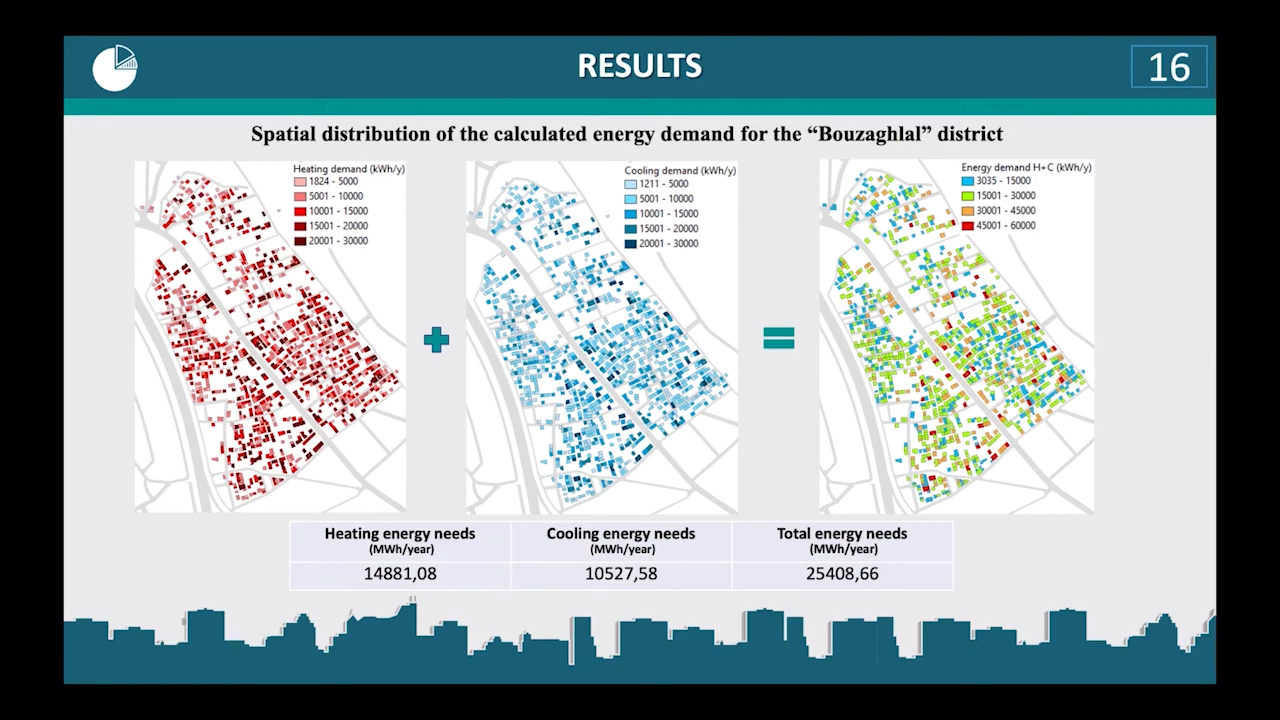 RESULTS
16
Spatial distribution of the calculated energy demand for the “Bouzaghlal” district
Heating demand (kWh/y)
1824 - 5000
5001 - 10000
10001 - 15000
15001 - 20000
20001 - 30000
Cooling demand (kWh/y)
1211 - 5000
5001 - 10000
10001 - 15000
15001 - 20000
20001 - 30000
Energy demand H+C (kWh/y)
3035 - 15000
15001 - 30000
30001 - 45000
45001 - 60000
Heating energy needs
(MWh/year)
Cooling energy needs
(MWh/year)
Total energy needs
(MWh/year)
14881,08
10527,58
25408,66